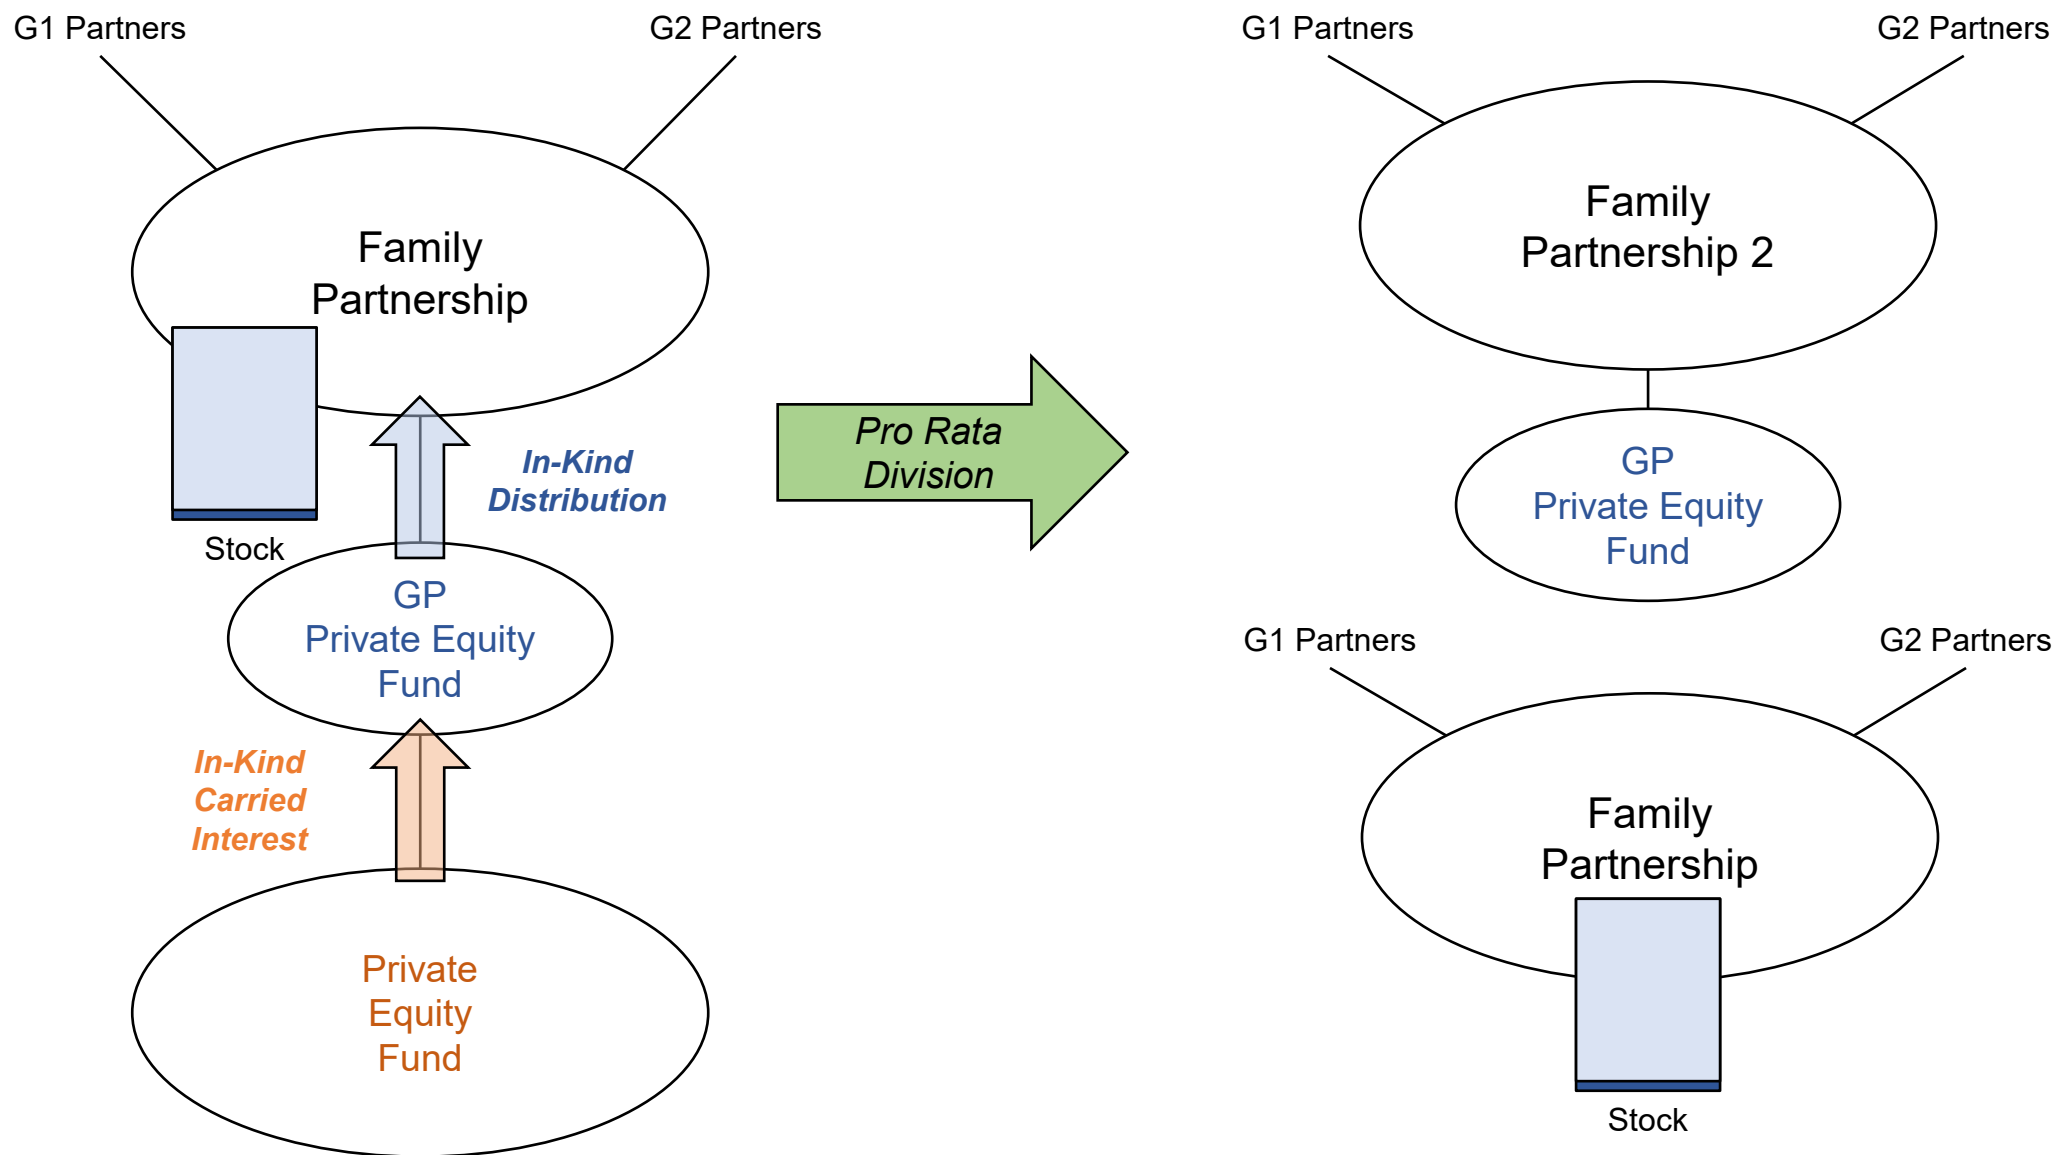 G1 Partners
G2 Partners
Family
Partnership
Stock
In-Kind
Distribution
GP
Private Equity
Fund
In-Kind
Carried
Interest
Private
Equity
Fund
Pro Rata
Division
G1 Partners
G2 Partners
Family
Partnership 2
GP
Private Equity
Fund
G1 Partners
G2 Partners
Family
Partnership
Stock